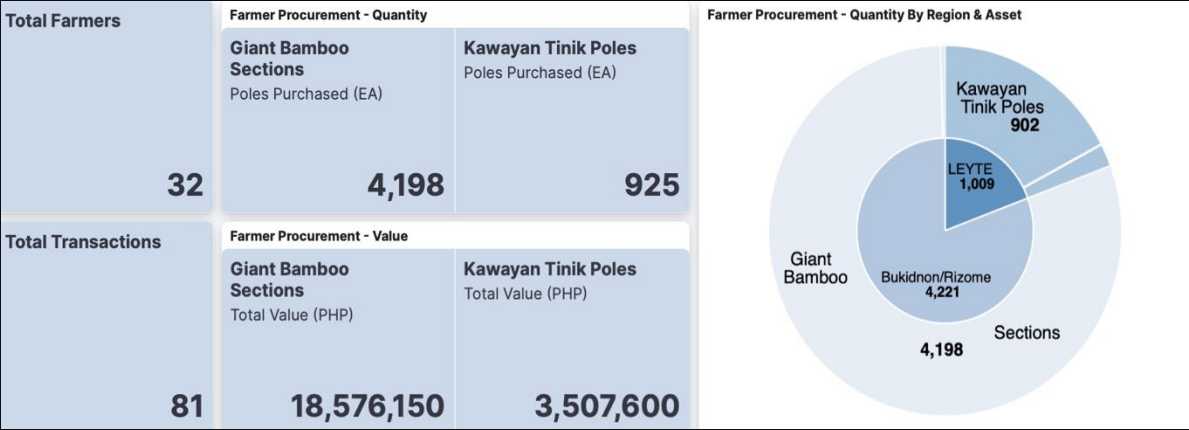 Total Farmers
32
Farmer Procurement - Quantity
Giant Bamboo
Sections
Poles Purchased (EA)
4,198
Kawayan Tinik Poles
Poles Purchased (EA)
925
Total Transactions
81
Farmer Procurement - Value
Giant Bamboo
Sections
Total Value (PHP)
18,576,150
Kawayan Tinik Poles
Total Value (PHP)
3,507,600
Farmer Procurement - Quantity By Region & Asset
Kawayan
Tinik Poles
902
LEYTE
1,009
Giant
Bamboo
Bukidnon/Rizome
4,221
Sections
4,198